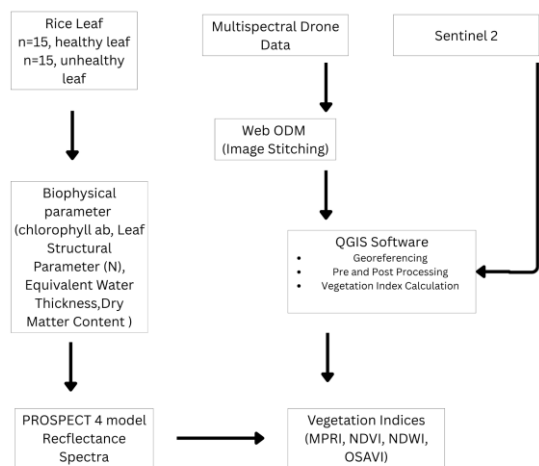 Rice Leaf
n=15, healthy leaf
n=15, unhealthy
leaf
Multispectral Drone
Data
Sentinel 2
Web ODM
(Image Stitching)
Biophysical
parameter
(chlorophyll ab, Leaf
Structural
Parameter (N),
Equivalent Water
Thickness,Dry
Matter Content )
QGIS Software
• Georeferencing
• Pre and Post Processing
• Vegetation Index Calculation
PROSPECT 4 model
Recflectance
Spectra
Vegetation Indices
(MPRI, NDVI, NDWI,
OSAVI)